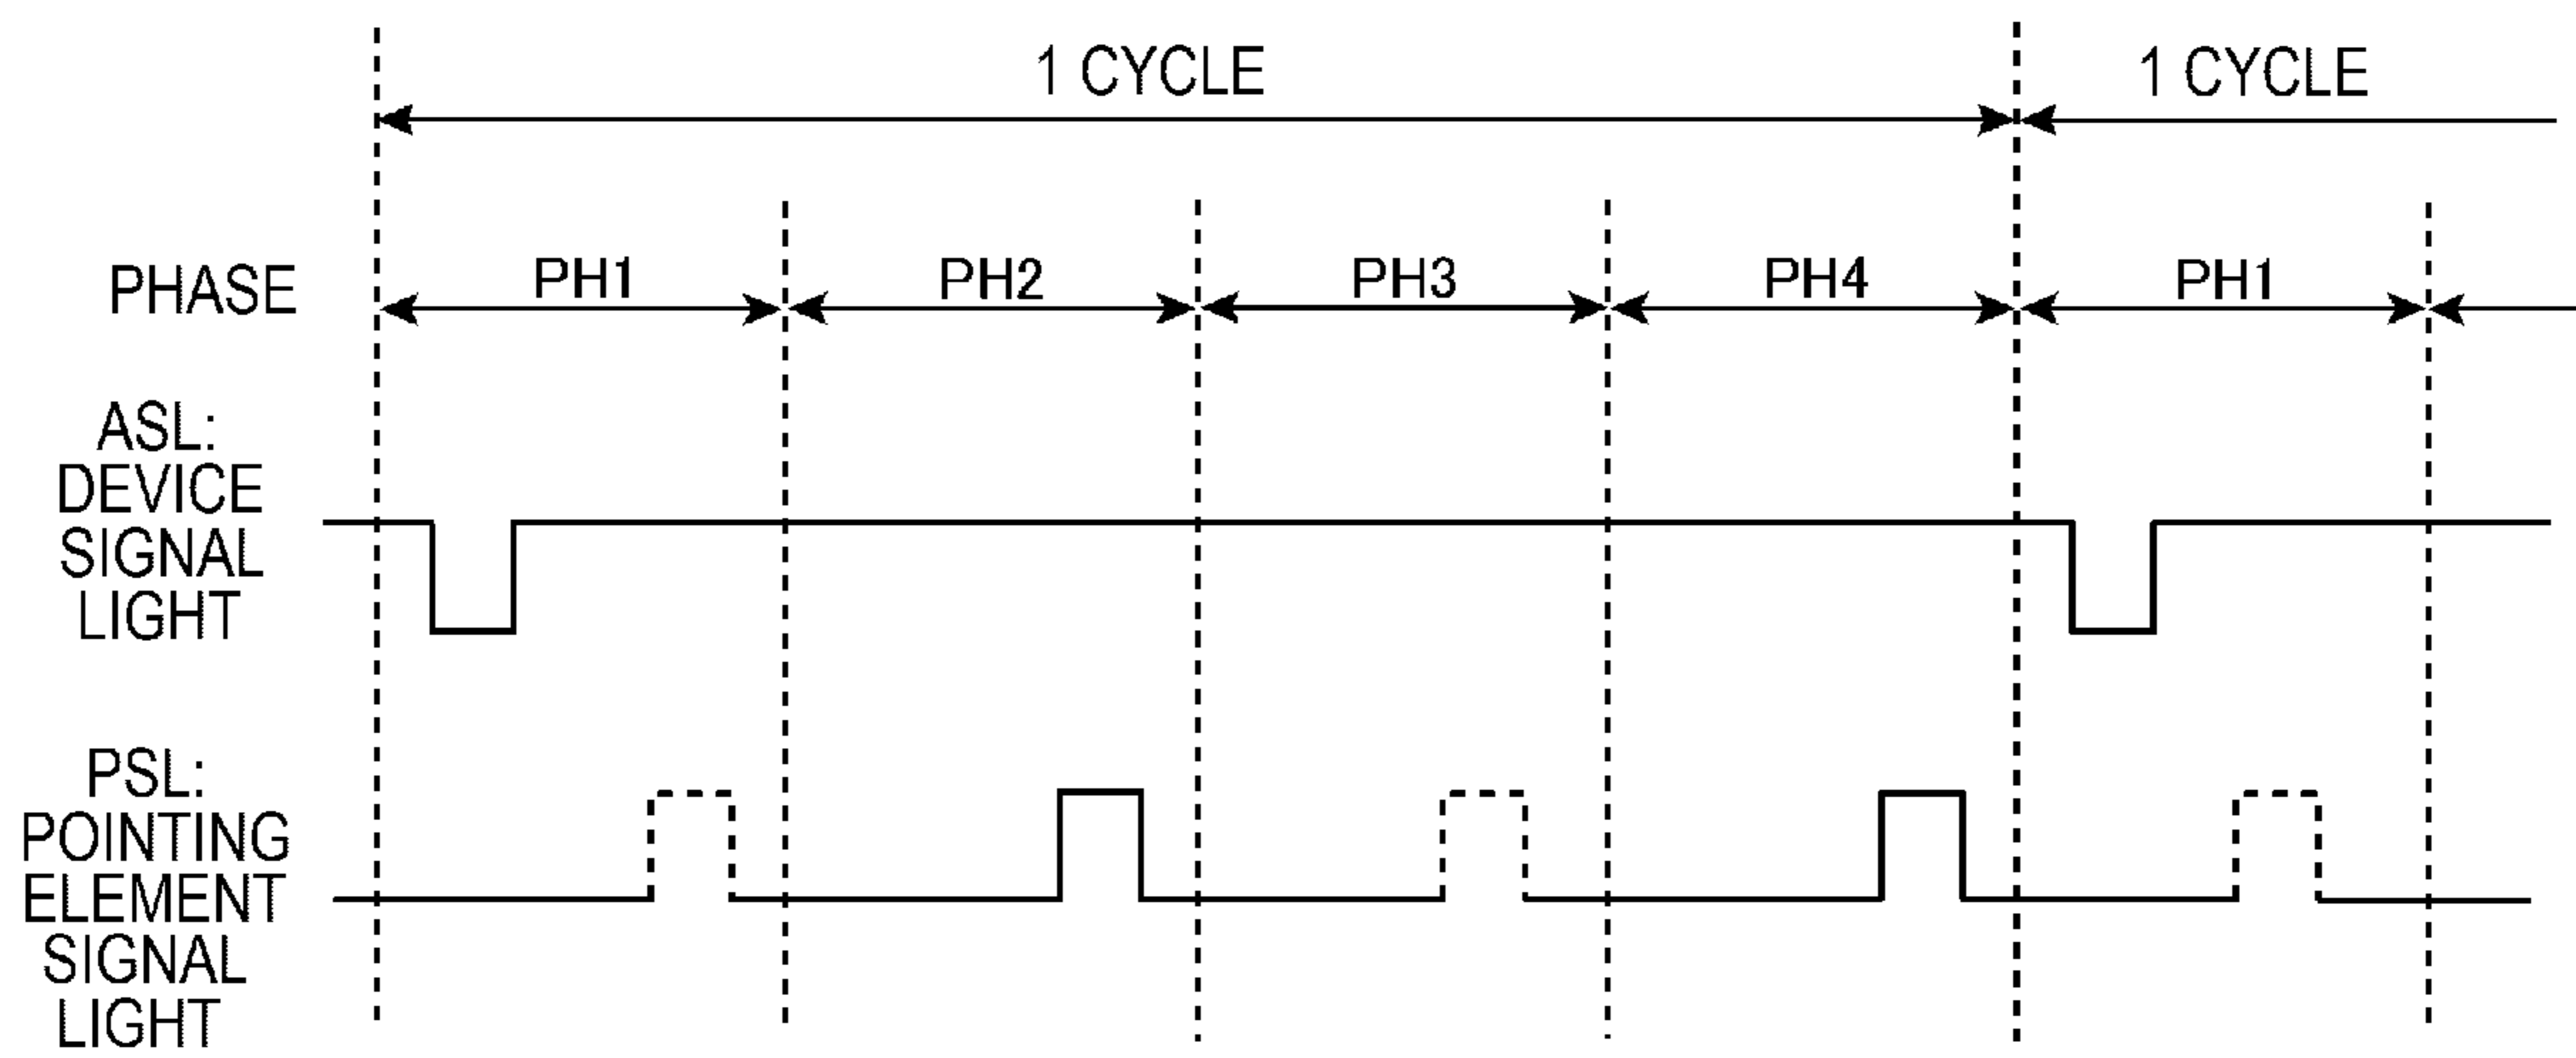 1 CYCLE
1 CYCLE
PHASE
PH1
PH2
PH3
PH4
PH1
ASL:
DEVICE
SIGNAL
LIGHT
PSL:
POINTING
ELEMENT
SIGNAL
LIGHT